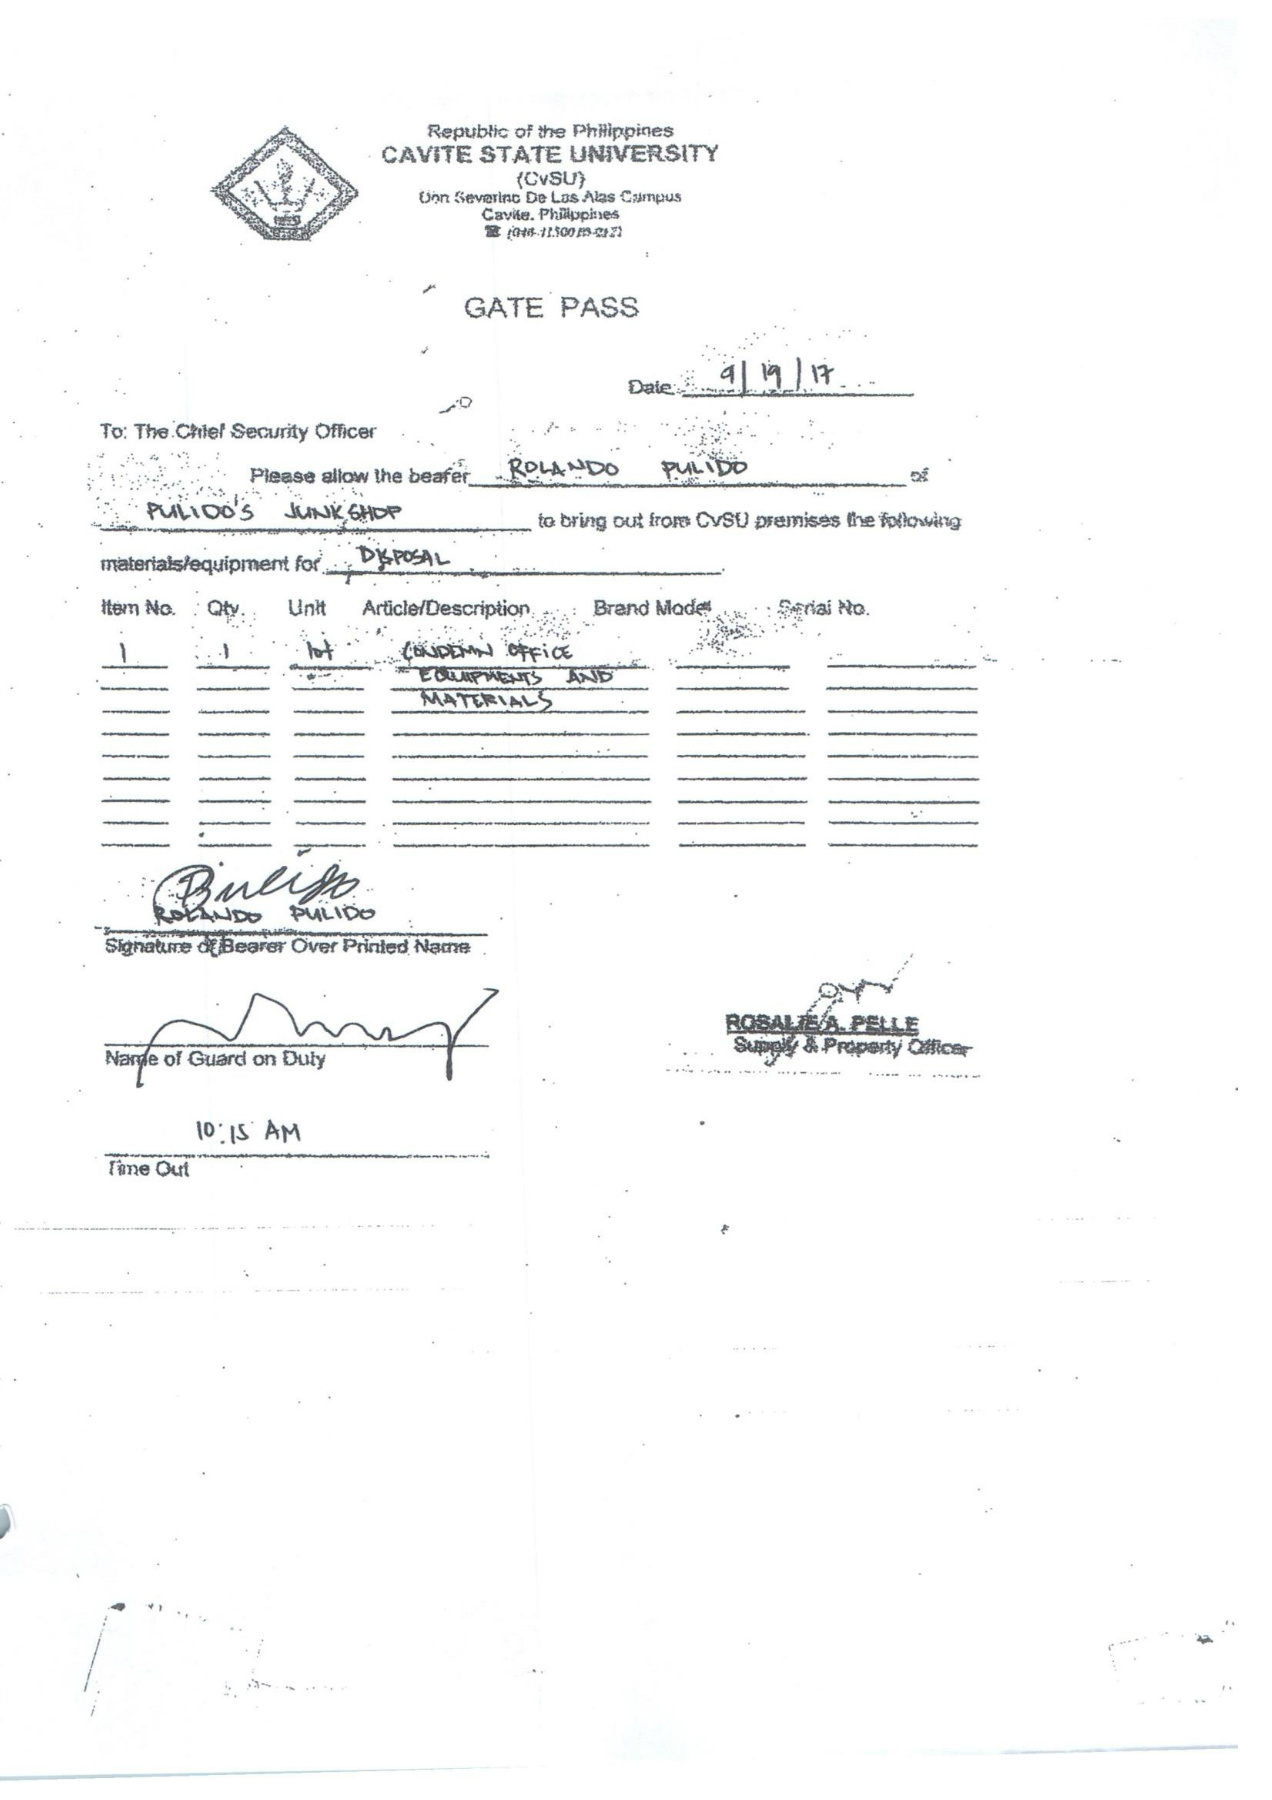 Republic of the Philippines
CAVITE STATE UNIVERSITY
(CvSU)
Don Severino De Las Alas Campus
Cavite, Philippines
GATE PASS
Date 9/19/17
To: The Chief Security Officer
Please allow the bearer ROLANDO PULIDO of
PULIDO'S JUNKSHOP to bring out from CvSU premises the following
materials/equipment for DISPOSAL
Item No. Qty. Unit Article/Description Brand Model Serial No.
1 1 lot CONDEMN OFFICE
EQUIPMENTS AND
MATERIALS
ROLANDO PULIDO
Signature of Bearer Over Printed Name
ROSALIE A. PELLE
Supply & Property Officer
Name of Guard on Duty
10:15 AM
Time Out